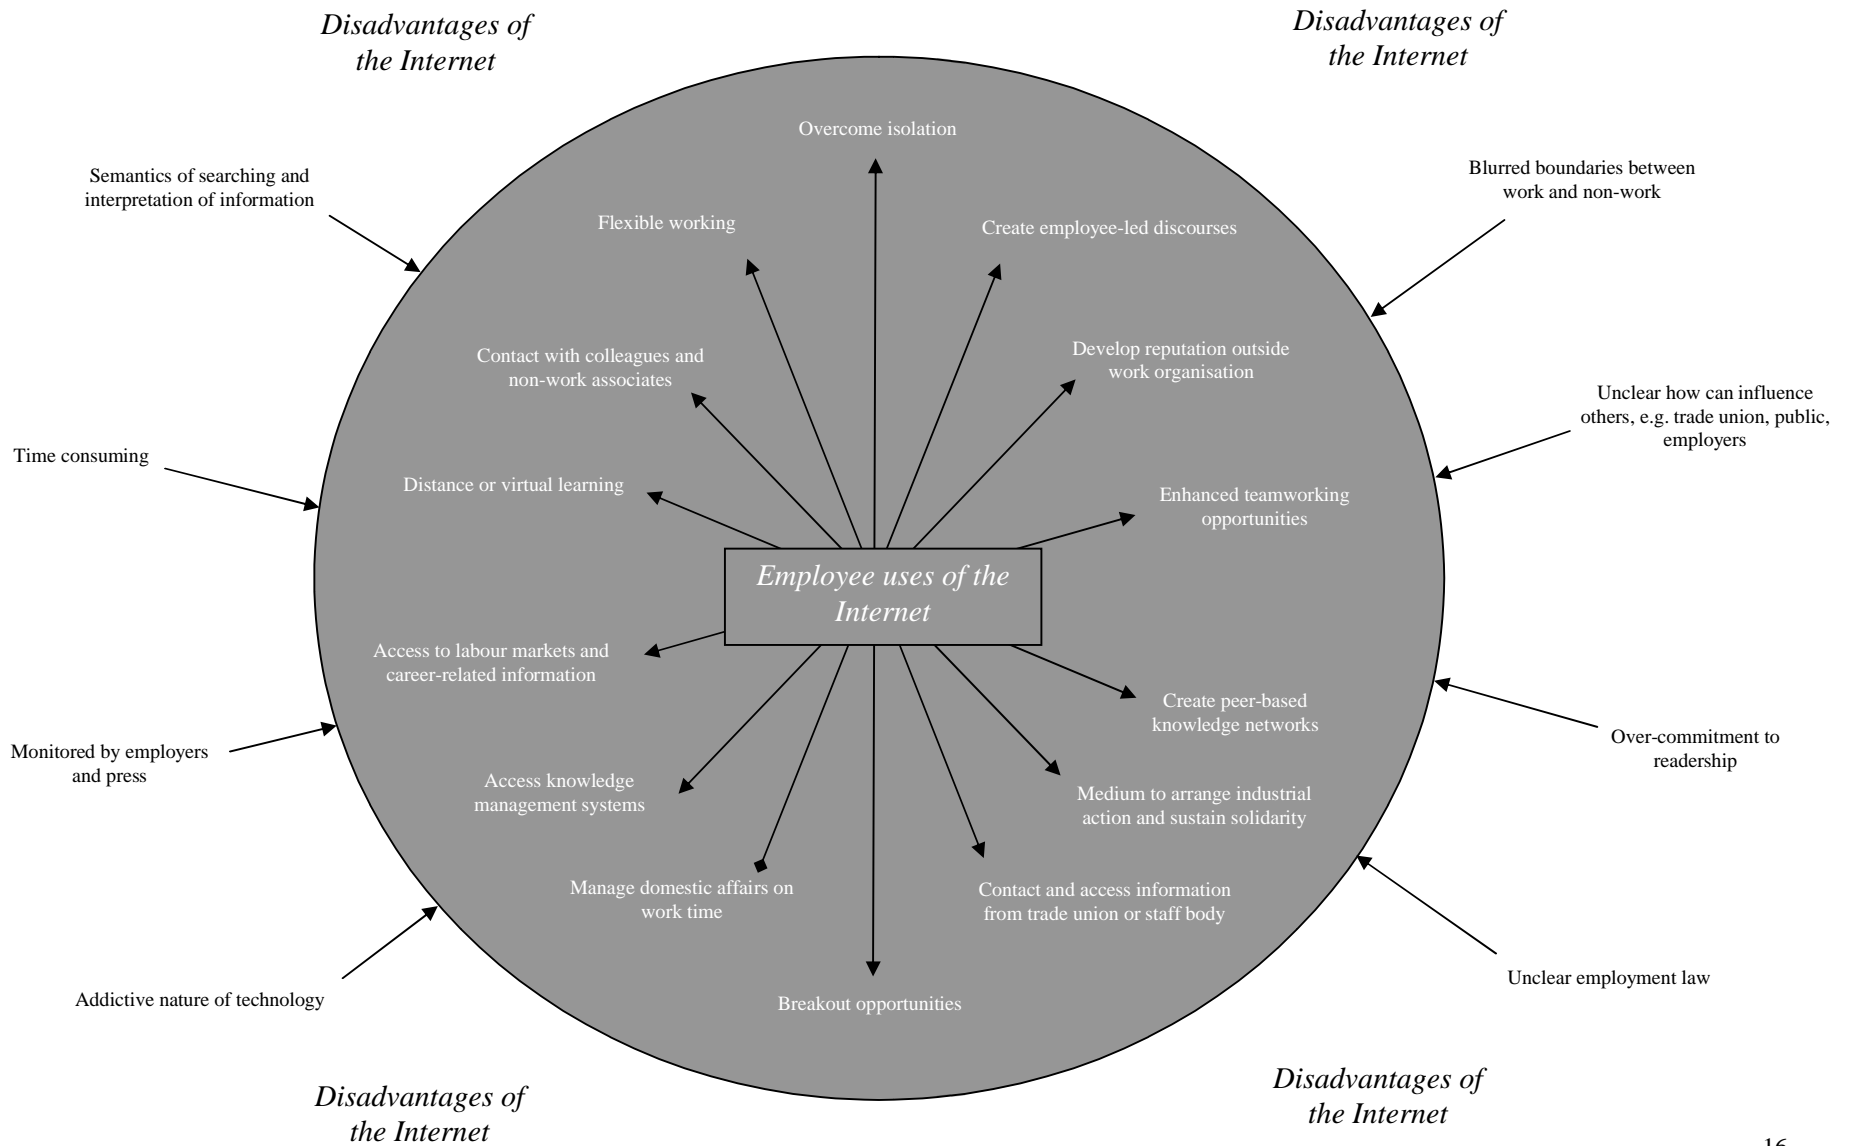 Disadvantages of
the Internet
Disadvantages of
the Internet
Overcome isolation
Semantics of searching and
interpretation of information
Blurred boundaries between
work and non-work
Flexible working
Create employee-led discourses
Contact with colleagues and
non-work associates
Develop reputation outside
work organisation
Unclear how can influence
others, e.g. trade union, public,
employers
Time consuming
Distance or virtual learning
Enhanced teamworking
opportunities
Employee uses of the
Internet
Access to labour markets and
career-related information
Create peer-based
knowledge networks
Monitored by employers
and press
Over-commitment to
readership
Access knowledge
management systems
Medium to arrange industrial
action and sustain solidarity
Manage domestic affairs on
work time
Contact and access information
from trade union or staff body
Addictive nature of technology
Breakout opportunities
Unclear employment law
Disadvantages of
the Internet
Disadvantages of
the Internet
16